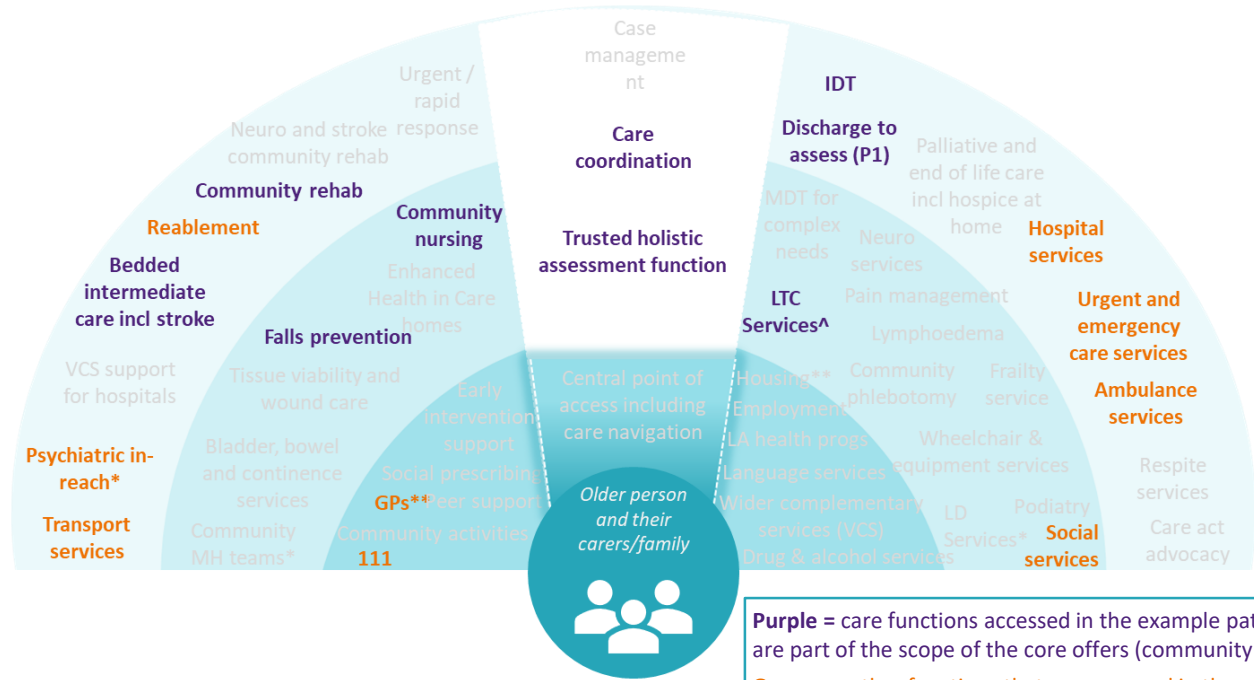 Case
manageme
nt
Care
coordination
Trusted holistic
assessment function
Central point of
access including
care navigation
Older person
and their
carers/family
Urgent /
rapid
response
Neuro and stroke
community rehab
Community rehab
Reablement
Bedded
intermediate
care incl stroke
VCS support
for hospitals
Psychiatric in-
reach*
Transport
services
Community
nursing
Enhanced
Health in Care
homes
Falls prevention
Tissue viability and
wound care
Bladder, bowel
and continence
services
Community
MH teams*
Early
intervention
support
Social prescribing
GPs**
Peer support
Community activities
111
IDT
Discharge to
assess (P1)
Palliative and
end of life care
incl hospice at
home
Hospital
services
Urgent and
emergency
care services
Ambulance
services
Respite
services
Care act
advocacy
MDT for
complex
needs
Neuro
services
LTC
Services^
Pain management
Lymphoedema
Community
phlebotomy
Frailty
service
Wheelchair &
equipment services
LD
Services*
Podiatry
Social
services
Housing**
Employment
LA health progs
Language services
Wider complementary
services (VCS)
Drug & alcohol services
Purple = care functions accessed in the example pat
are part of the scope of the core offers (community